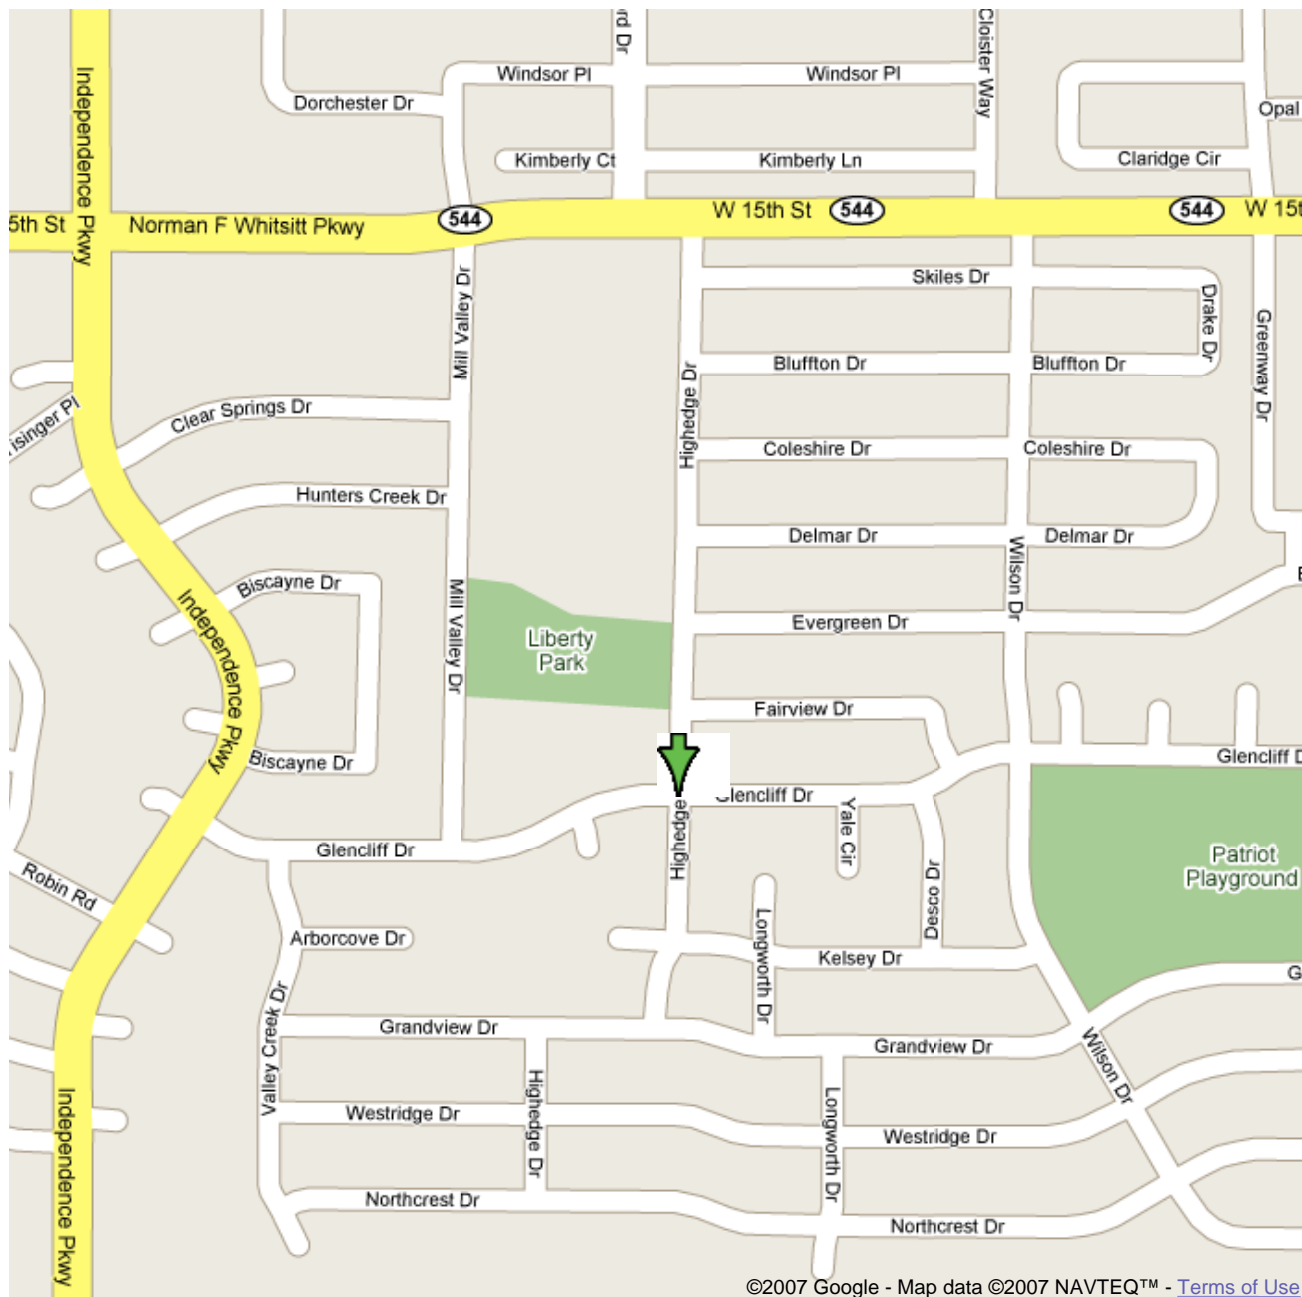 rd Dr
Cloister Way
Windsor Pl
Windsor Pl
Dorchester Dr
Opal
Independence Pkwy
Kimberly Ct
Kimberly Ln
Claridge Cir
5th St
Norman F Whitsitt Pkwy
544
W 15th St
544
544
W 15t
Mill Valley Dr
Skiles Dr
Drake Dr
Greenway Dr
Highedge Dr
Bluffton Dr
Bluffton Dr
isinger Pl
Clear Springs Dr
Coleshire Dr
Coleshire Dr
Hunters Creek Dr
Delmar Dr
Delmar Dr
Wilson Dr
Independence Pkwy
Biscayne Dr
Mill Valley Dr
Liberty
Park
Evergreen Dr
Fairview Dr
Biscayne Dr
Glencliff D
Glencliff Dr
Highedge
Yale Cir
Glencliff Dr
Patriot
Playground
Robin Rd
Desco Dr
Longworth Dr
Arborcove Dr
Kelsey Dr
G
Valley Creek Dr
Grandview Dr
Grandview Dr
Wilson Dr
Independence Pkwy
Highedge Dr
Longworth Dr
Westridge Dr
Westridge Dr
Northcrest Dr
Northcrest Dr
©2007 Google - Map data ©2007 NAVTEQ™ - Terms of Use